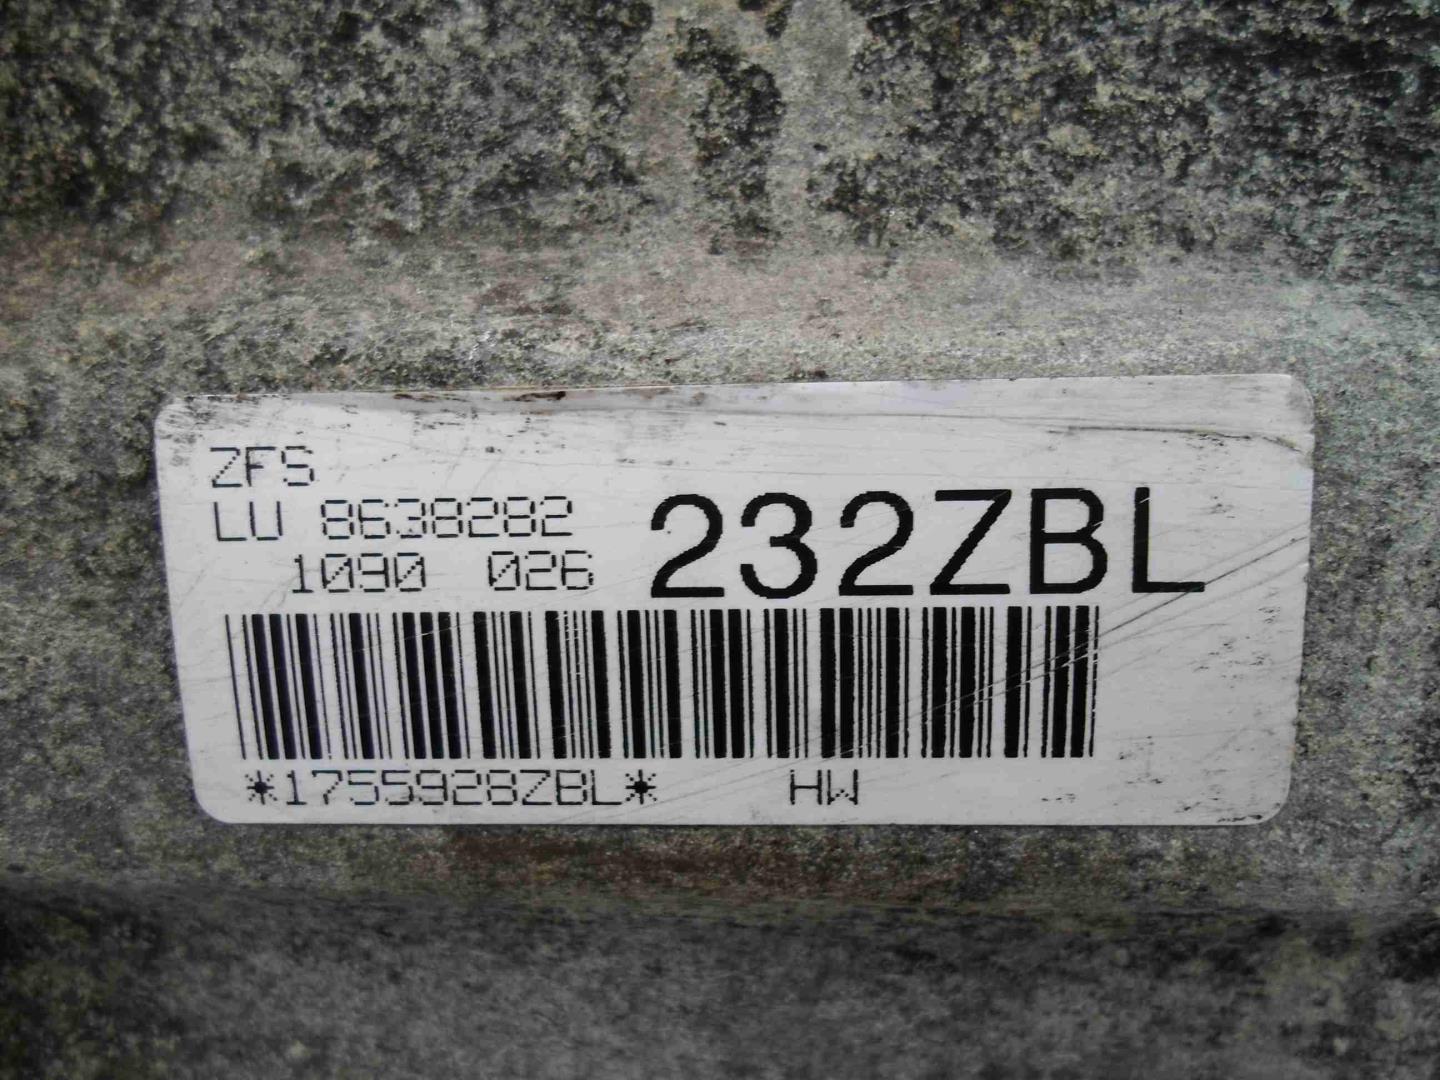 ZFS
LU 8638282
1090 026
232ZBL
*1755928ZBL* HW